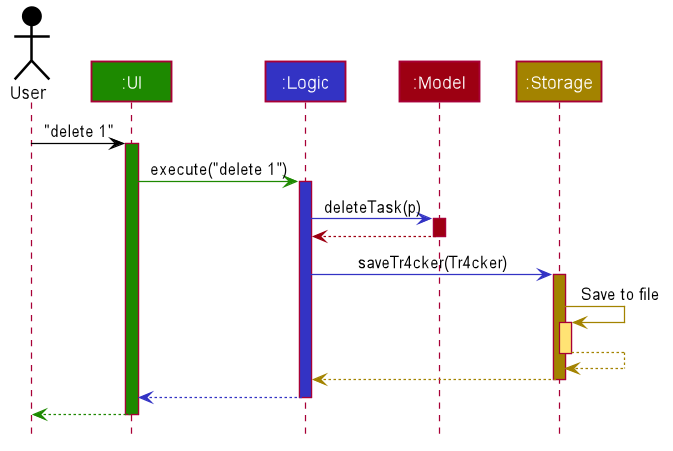 User
:UI
:Logic
:Model
:Storage
"delete 1"
execute("delete 1")
deleteTask(p)
saveTr4cker(Tr4cker)
Save to file